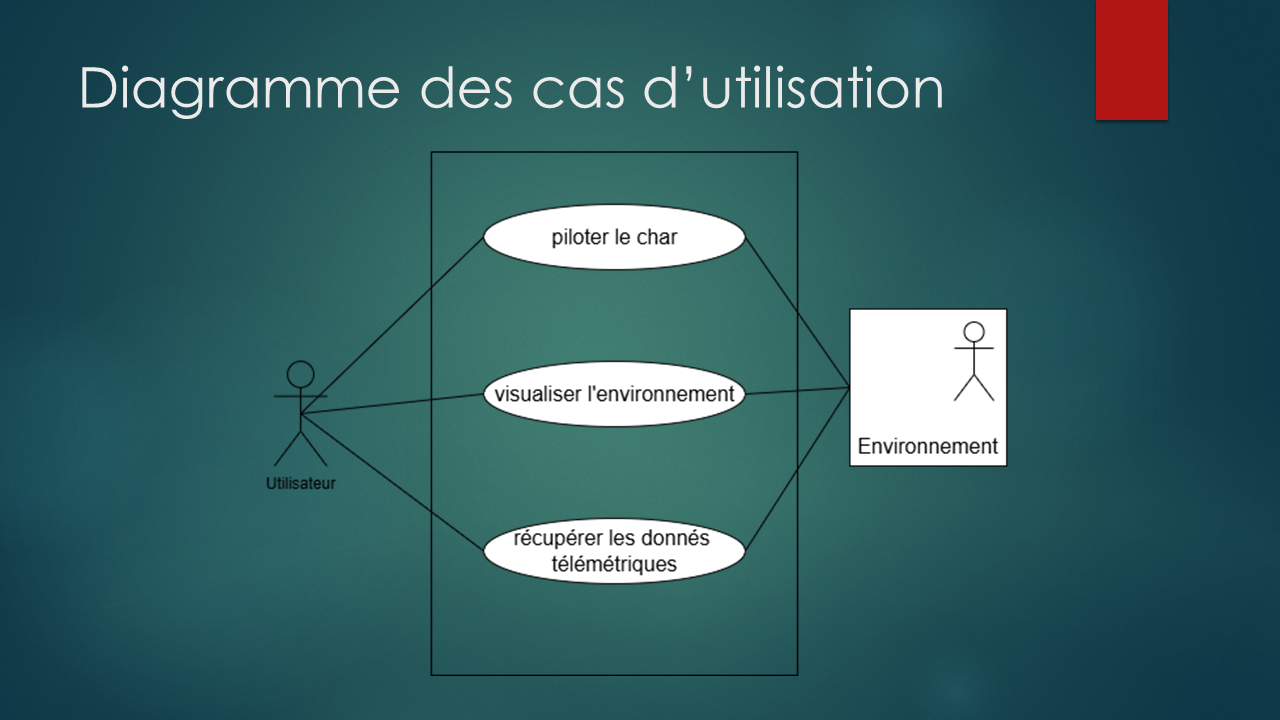 Diagramme des cas d’utilisation
piloter le char
visualiser l'environnement
Environnement
Utilisateur
récupérer les donnés
télémétriques